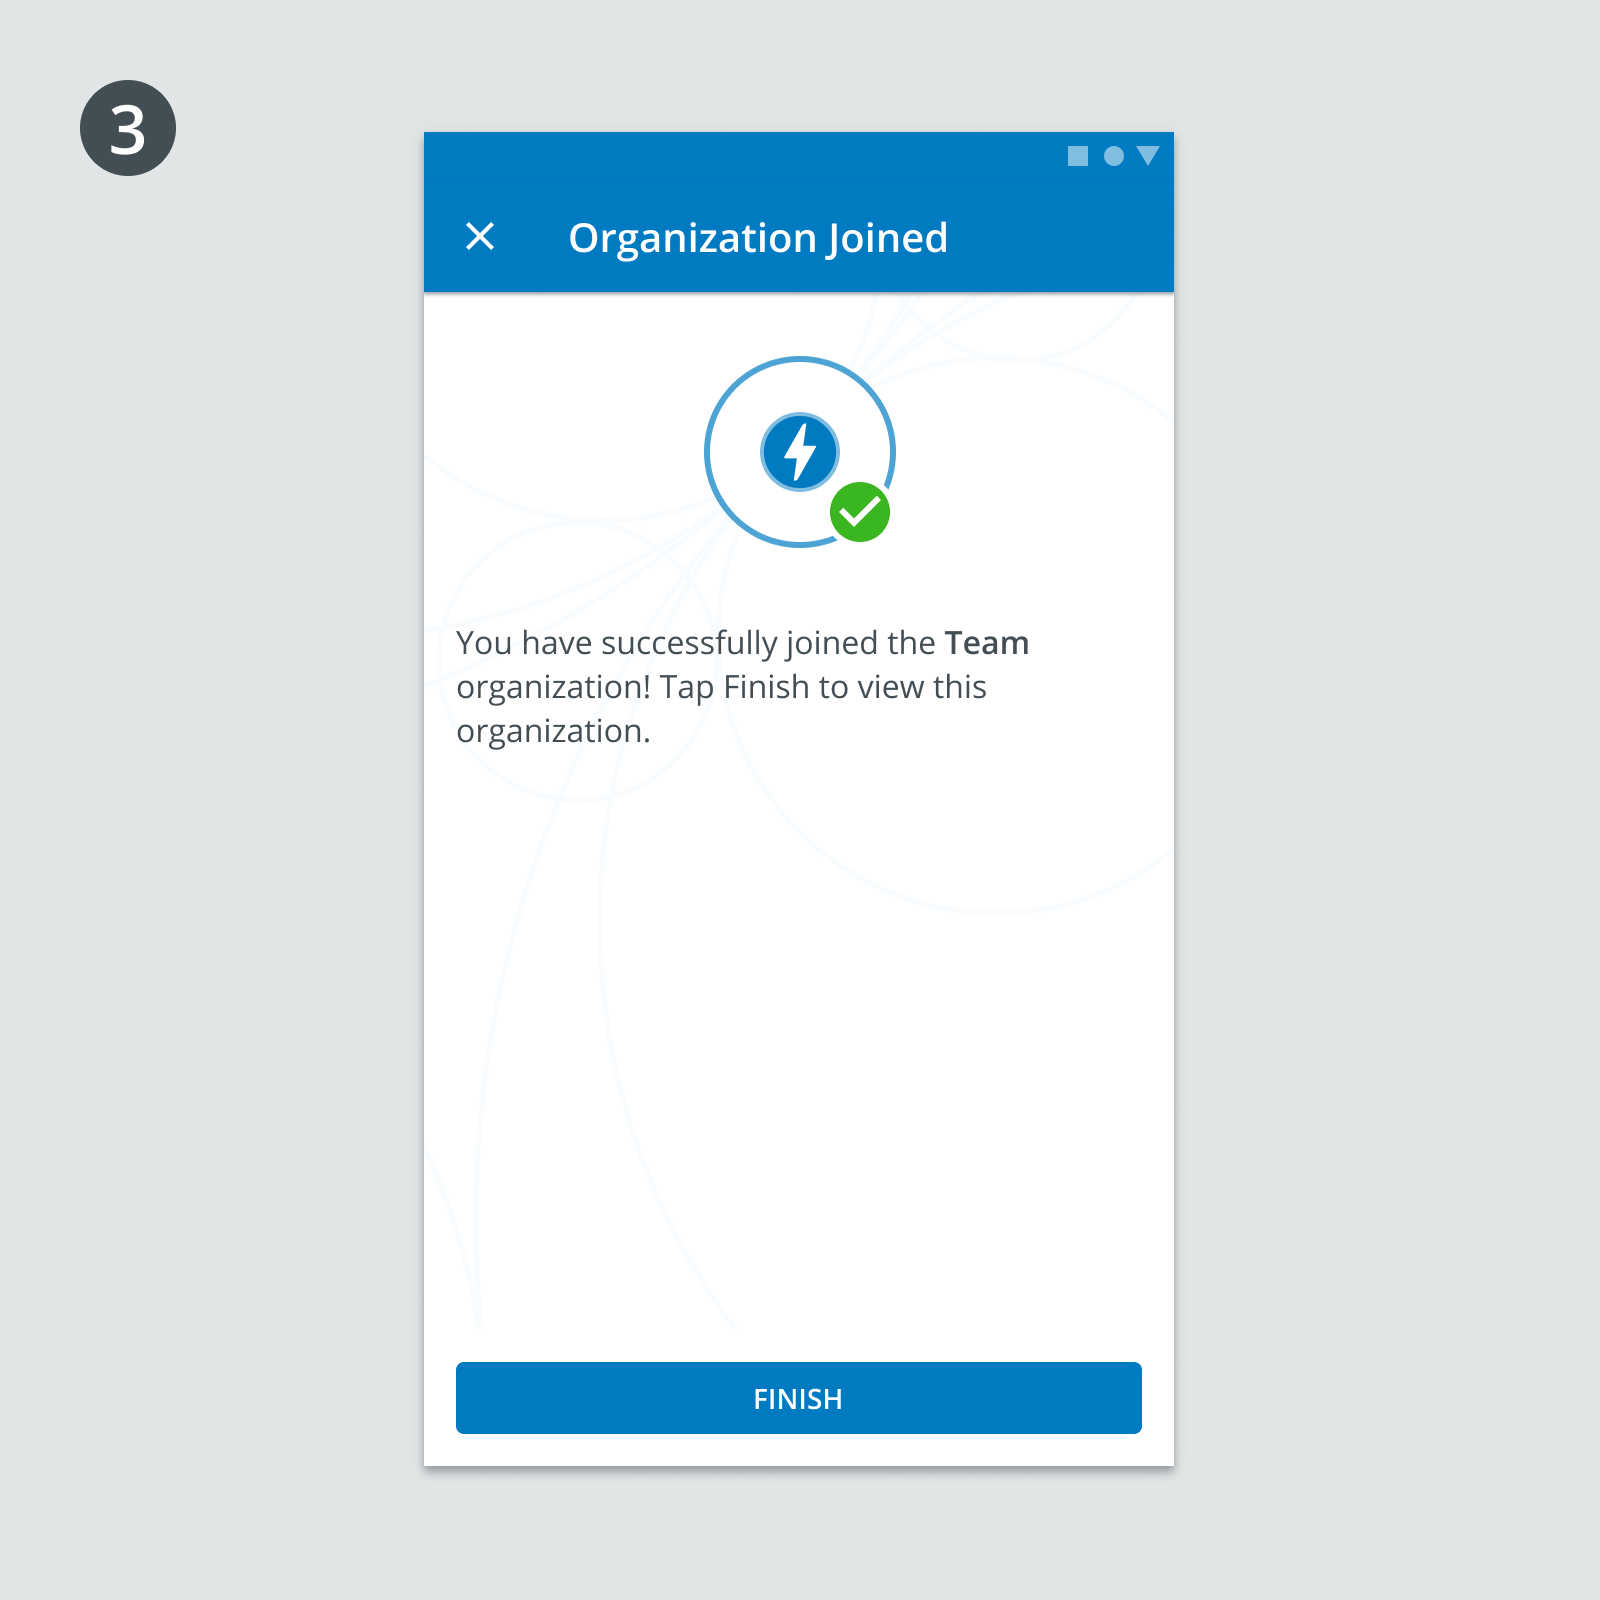 3
Organization Joined
You have successfully joined the Team
organization! Tap Finish to view this
organization.
FINISH